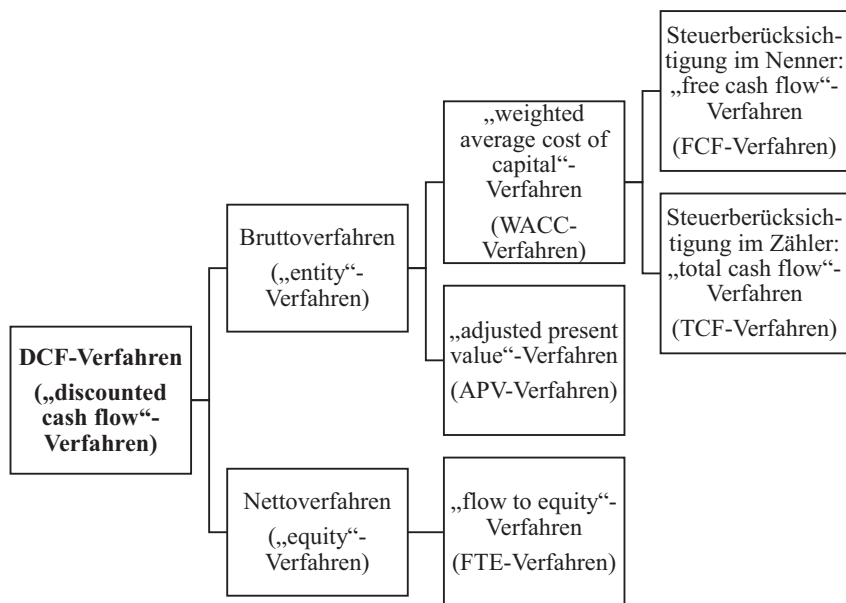 DCF-Verfahren
(„discounted
cash flow“-
Verfahren)
Bruttoverfahren
(„entity“-
Verfahren)
„weighted
average cost of
capital“-
Verfahren
(WACC-
Verfahren)
Steuerberücksich-
tigung im Nenner:
„free cash flow“-
Verfahren
(FCF-Verfahren)
Steuerberücksich-
tigung im Zähler:
„total cash flow“-
Verfahren
(TCF-Verfahren)
„adjusted present
value“-Verfahren
(APV-Verfahren)
Nettoverfahren
(„equity“-
Verfahren)
„flow to equity“-
Verfahren
(FTE-Verfahren)